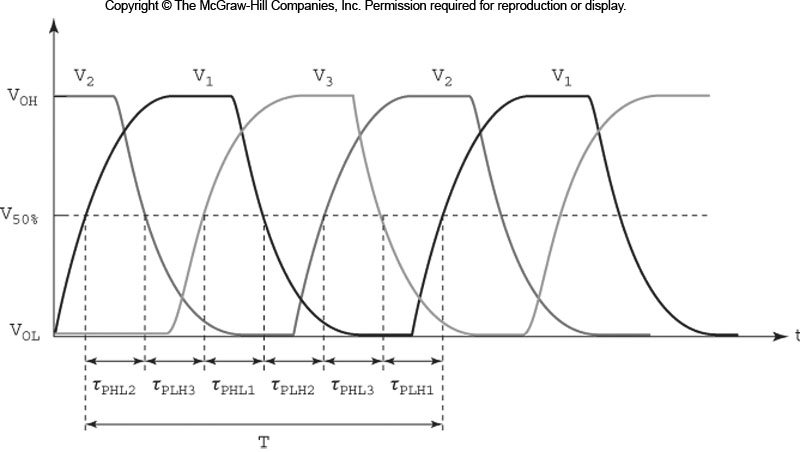 Copyright © The McGraw-Hill Companies, Inc. Permission required for reproduction or display.
V2 V1 V3 V2 V1
VOH
V50%
VOL
t
τPHL2 τPLH3 τPHL1 τPLH2 τPHL3 τPLH1
T